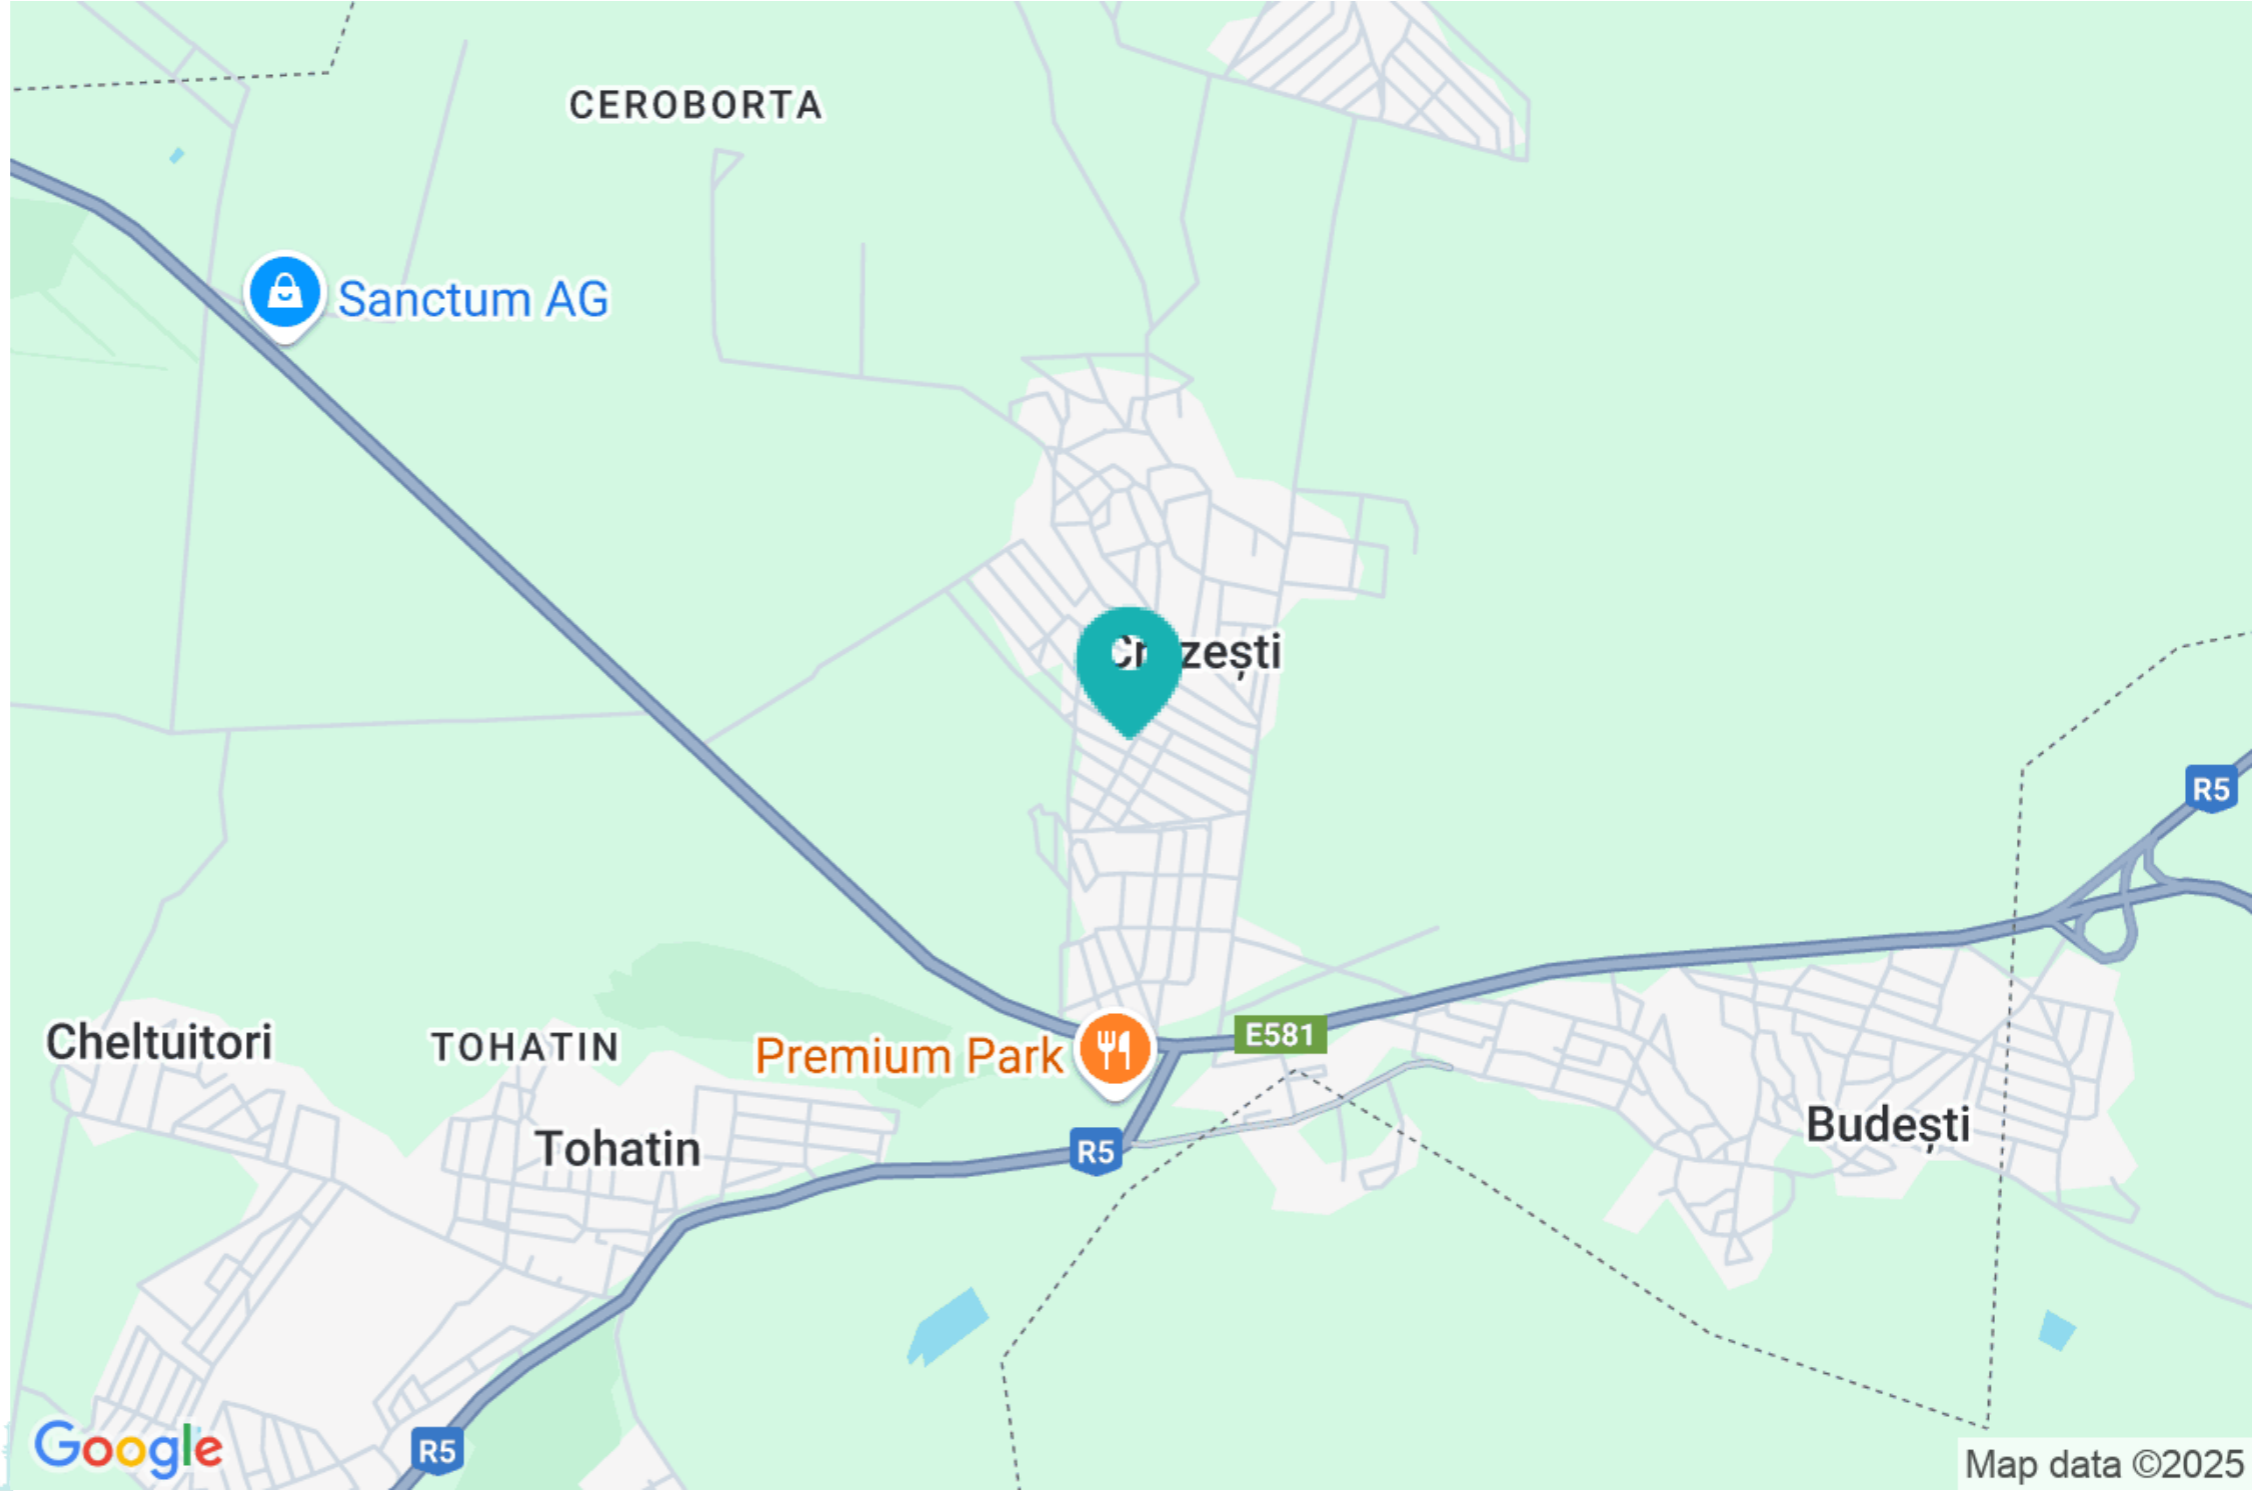 CEROBORTA
Sanctum AG
zești
R5
E581
Cheltuitori
TOHATIN
Premium Park
Budești
Tohatin
R5
R5
Google
Map data ©2025